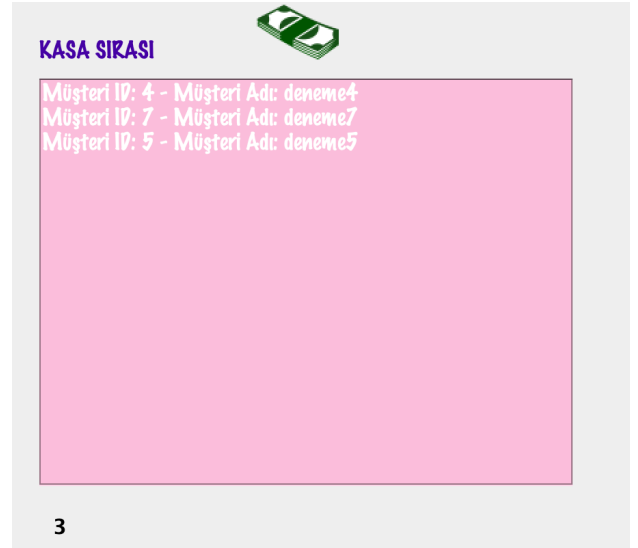 KASA SIRASI
Müşteri ID: 4 - Müşteri Adı: deneme4
Müşteri ID: 7 - Müşteri Adı: deneme7
Müşteri ID: 5 - Müşteri Adı: deneme5
3